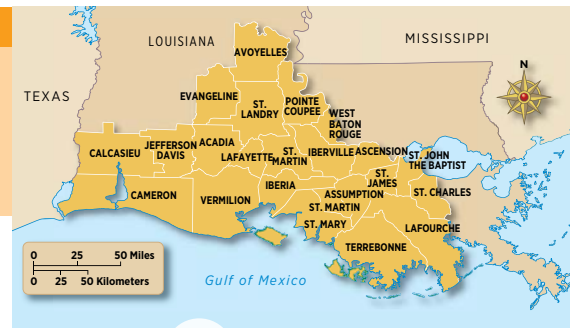 LOUISIANA
MISSISSIPPI
TEXAS
N
AVOYELLES
EVANGELINE
ST.
LANDRY
POINTE
COUPEE
WEST
BATON
ROUGE
CALCASIEU
JEFFERSON
DAVIS
ACADIA
LAFAYETTE
ST.
MARTIN
IBERVILLE
ASCENSION
ST. JOHN
THE BAPTIST
CAMERON
VERMILION
IBERIA
ST.
JAMES
ASSUMPTION
ST. CHARLES
ST. MARTIN
ST. MARY
LAFOURCHE
TERREBONNE
0 25 50 Miles
0 25 50 Kilometers
Gulf of Mexico